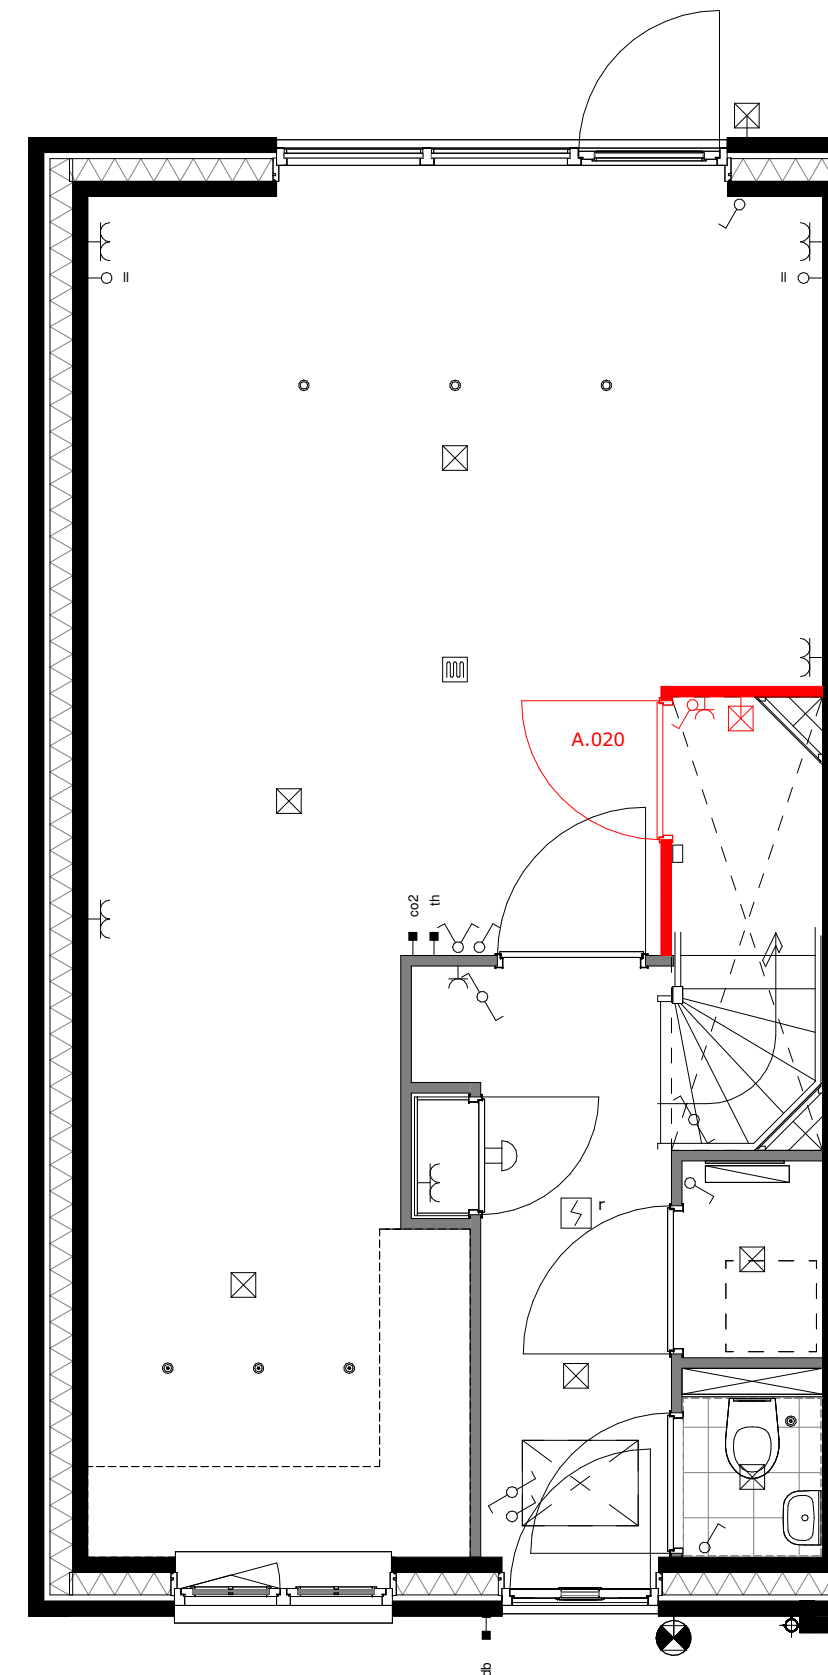 =
=
A.020
co2
th
r
db